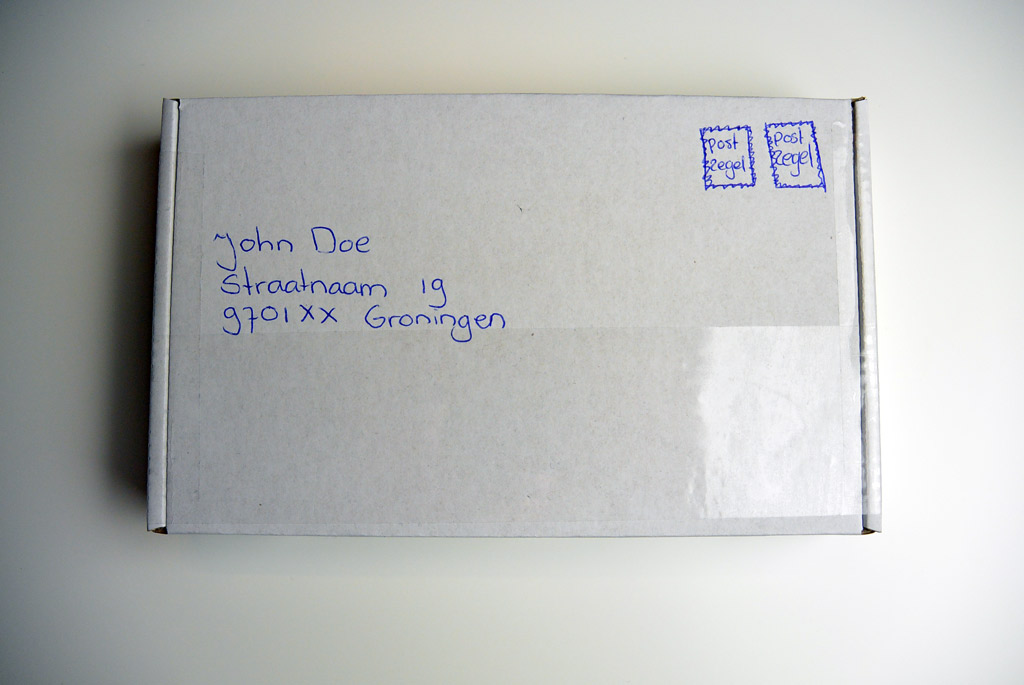 Post
Zegel
Post
Zegel
John Doe
Straatnaam 19
9701XX Groningen